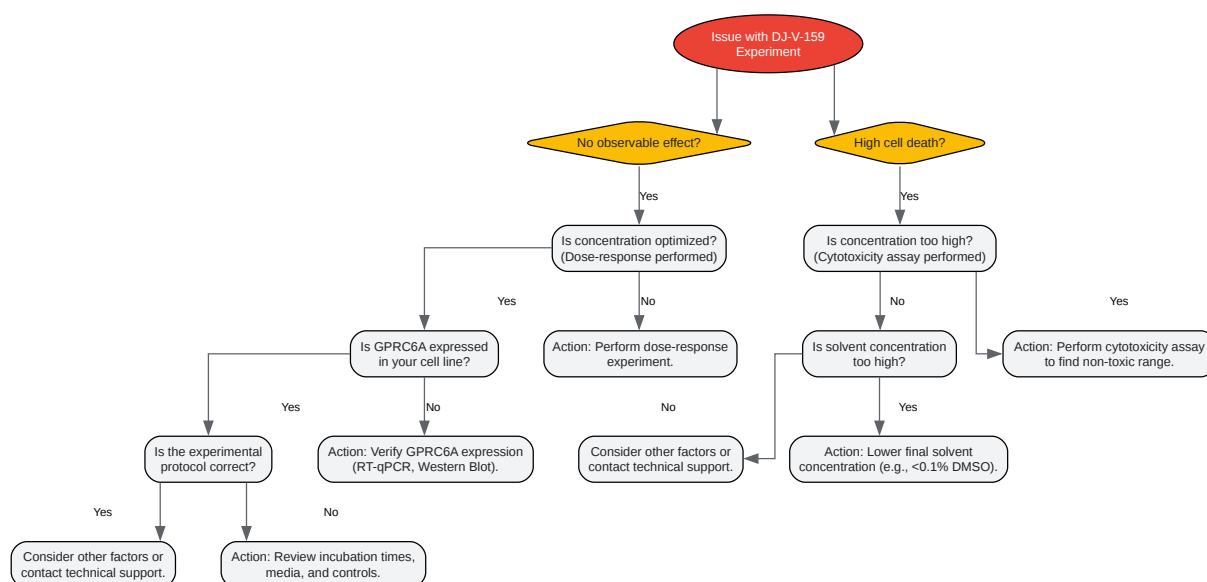 Issue with DJ-V-159
Experiment
No observable effect?
High cell death?
Yes
Yes
Is concentration optimized?
(Dose-response performed)
Is concentration too high?
(Cytotoxicity assay performed)
Yes
No
No
Yes
Is GPRC6A expressed
in your cell line?
Action: Perform dose-response
experiment.
Is solvent concentration
too high?
Action: Perform cytotoxicity assay
to find non-toxic range.
Yes
No
No
Yes
Is the experimental
protocol correct?
Action: Verify GPRC6A expression
(RT-qPCR, Western Blot).
Consider other factors or
contact technical support.
Action: Lower final solvent
concentration (e.g., <0.1% DMSO).
Yes
No
Consider other factors or
contact technical support.
Action: Review incubation times,
media, and controls.